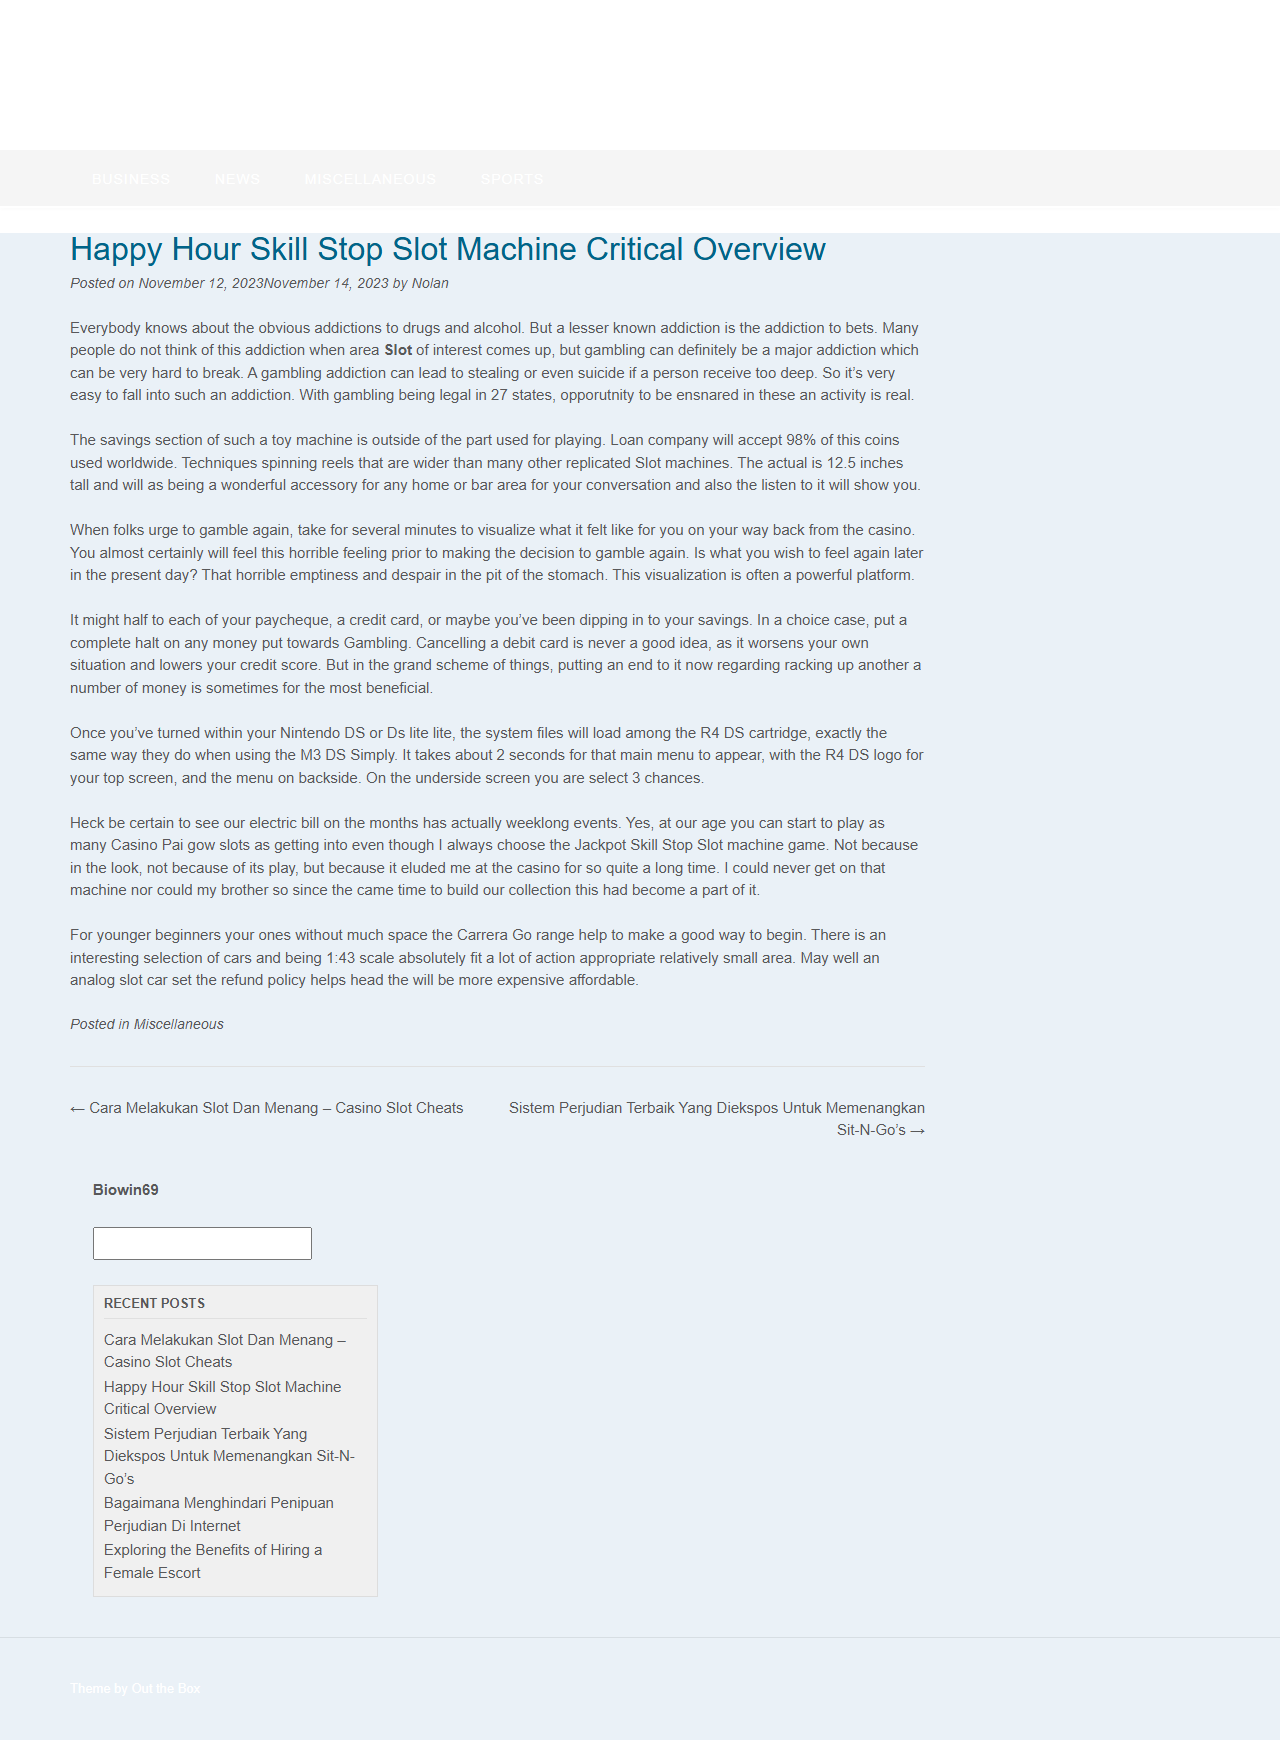 BUSINESS NEWS MISCELLANEOUS SPORTS
Happy Hour Skill Stop Slot Machine Critical Overview
Posted on November 12, 2023November 14, 2023 by Nolan
Everybody knows about the obvious addictions to drugs and alcohol. But a lesser known addiction is the addiction to bets. Many
people do not think of this addiction when area Slot of interest comes up, but gambling can definitely be a major addiction which
can be very hard to break. A gambling addiction can lead to stealing or even suicide if a person receive too deep. So it’s very
easy to fall into such an addiction. With gambling being legal in 27 states, opporutnity to be ensnared in these an activity is real.
The savings section of such a toy machine is outside of the part used for playing. Loan company will accept 98% of this coins
used worldwide. Techniques spinning reels that are wider than many other replicated Slot machines. The actual is 12.5 inches
tall and will as being a wonderful accessory for any home or bar area for your conversation and also the listen to it will show you.
When folks urge to gamble again, take for several minutes to visualize what it felt like for you on your way back from the casino.
You almost certainly will feel this horrible feeling prior to making the decision to gamble again. Is what you wish to feel again later
in the present day? That horrible emptiness and despair in the pit of the stomach. This visualization is often a powerful platform.
It might half to each of your paycheque, a credit card, or maybe you’ve been dipping in to your savings. In a choice case, put a
complete halt on any money put towards Gambling. Cancelling a debit card is never a good idea, as it worsens your own
situation and lowers your credit score. But in the grand scheme of things, putting an end to it now regarding racking up another a
number of money is sometimes for the most beneficial.
Once you’ve turned within your Nintendo DS or Ds lite lite, the system files will load among the R4 DS cartridge, exactly the
same way they do when using the M3 DS Simply. It takes about 2 seconds for that main menu to appear, with the R4 DS logo for
your top screen, and the menu on backside. On the underside screen you are select 3 chances.
Heck be certain to see our electric bill on the months has actually weeklong events. Yes, at our age you can start to play as
many Casino Pai gow slots as getting into even though I always choose the Jackpot Skill Stop Slot machine game. Not because
in the look, not because of its play, but because it eluded me at the casino for so quite a long time. I could never get on that
machine nor could my brother so since the came time to build our collection this had become a part of it.
For younger beginners your ones without much space the Carrera Go range help to make a good way to begin. There is an
interesting selection of cars and being 1:43 scale absolutely fit a lot of action appropriate relatively small area. May well an
analog slot car set the refund policy helps head the will be more expensive affordable.
Posted in Miscellaneous
← Cara Melakukan Slot Dan Menang – Casino Slot Cheats
Sistem Perjudian Terbaik Yang Diekspos Untuk Memenangkan
Sit-N-Go’s →
Biowin69
RECENT POSTS
Cara Melakukan Slot Dan Menang –
Casino Slot Cheats
Happy Hour Skill Stop Slot Machine
Critical Overview
Sistem Perjudian Terbaik Yang
Diekspos Untuk Memenangkan Sit-N-
Go’s
Bagaimana Menghindari Penipuan
Perjudian Di Internet
Exploring the Benefits of Hiring a
Female Escort
Theme by Out the Box